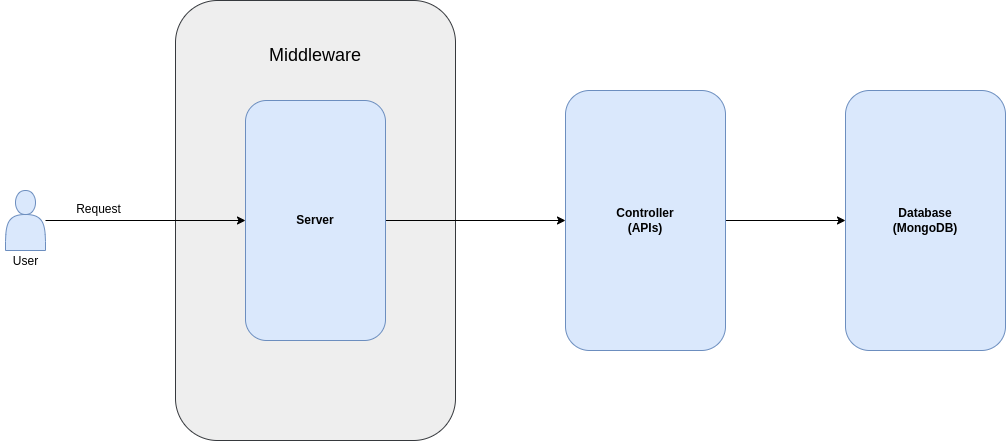 Middleware
Request
User
Server
Controller
(APIs)
Database
(MongoDB)